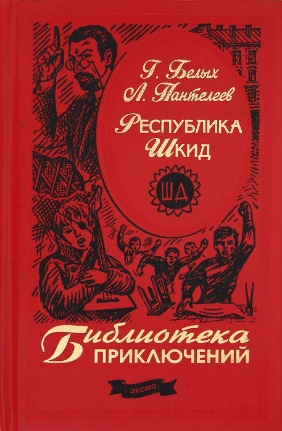 Г. Белых
Л. Пантелеев
Республика
Шкид
ШД
Библиотека
ПРИКЛЮЧЕНИЙ
ЭКСМО